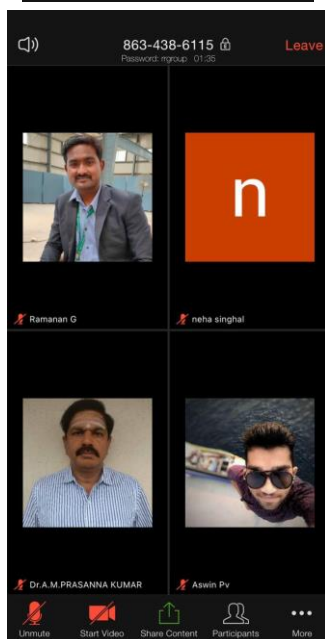 863-438-6115
Leave
Password: rrgroup 01:35
n
Ramanan G
neha singhal
Dr.A.M.PRASANNA KUMAR
Aswin Pv
Unmute
Start Video
Share Content
Participants
More